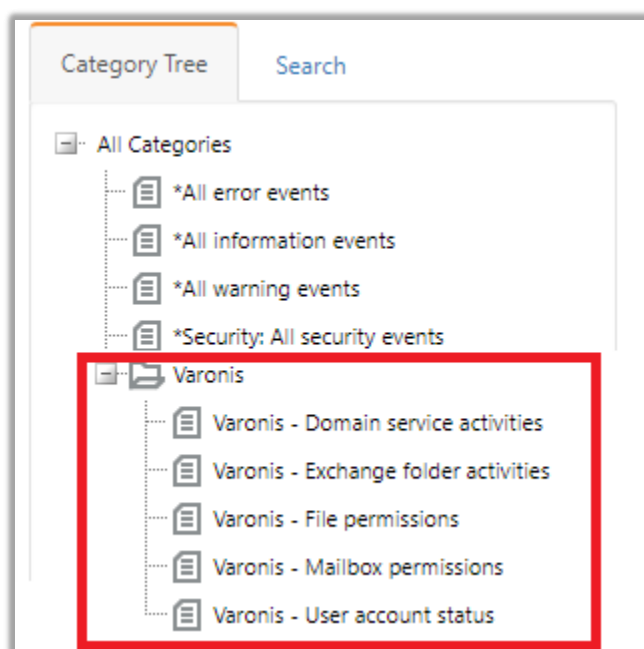 Category Tree
Search
All Categories
*All error events
*All information events
*All warning events
*Security: All security events
Varonis
Varonis - Domain service activities
Varonis - Exchange folder activities
Varonis - File permissions
Varonis - Mailbox permissions
Varonis - User account status